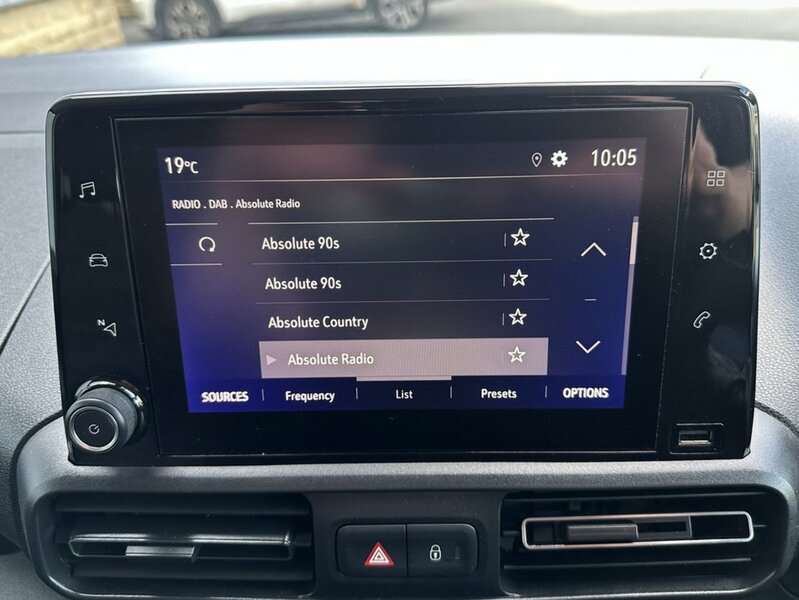 19°C 10:05
RADIO . DAB . Absolute Radio
Absolute 90s
Absolute 90s
Absolute Country
Absolute Radio
SOURCES Frequency List Presets OPTIONS
N